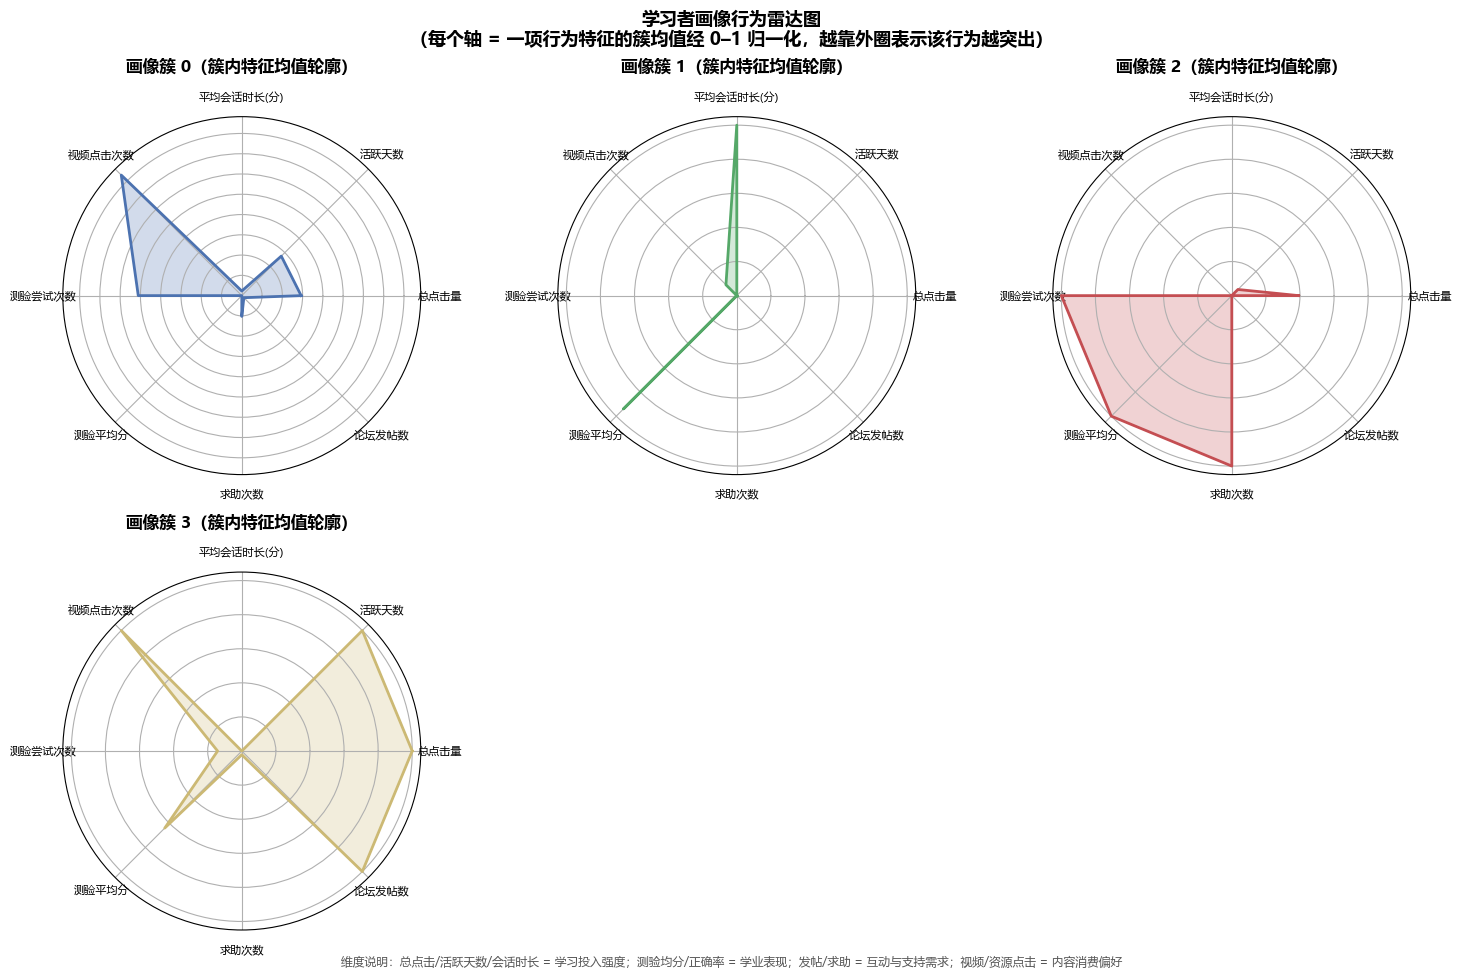 学习者画像行为雷达图
（每个轴 = 一项行为特征的簇均值经 0–1 归一化，越靠外圈表示该行为越突出）
画像簇 0（簇内特征均值轮廓）
平均会话时长(分)
视频点击次数
活跃天数
测验尝试次数
总点击量
测验平均分
论坛发帖数
求助次数
画像簇 1（簇内特征均值轮廓）
平均会话时长(分)
视频点击次数
活跃天数
测验尝试次数
总点击量
测验平均分
论坛发帖数
求助次数
画像簇 2（簇内特征均值轮廓）
平均会话时长(分)
视频点击次数
活跃天数
测验尝试次数
总点击量
测验平均分
论坛发帖数
求助次数
画像簇 3（簇内特征均值轮廓）
平均会话时长(分)
视频点击次数
活跃天数
测验尝试次数
总点击量
测验平均分
论坛发帖数
求助次数
维度说明：总点击/活跃天数/会话时长 = 学习投入强度；测验均分/正确率 = 学业表现；发帖/求助 = 互动与支持需求；视频/资源点击 = 内容消费偏好